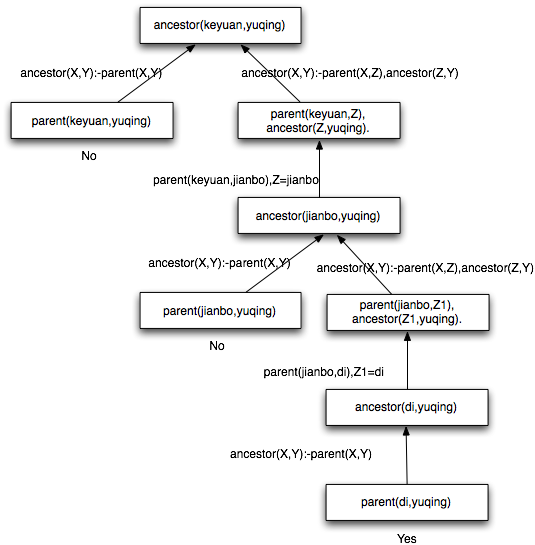 ancestor(keyuan,yuqing)
ancestor(X,Y):-parent(X,Y)
ancestor(X,Y):-parent(X,Z),ancestor(Z,Y)
parent(keyuan,yuqing)
parent(keyuan,Z),
ancestor(Z,yuqing).
No
parent(keyuan,jianbo),Z=jianbo
ancestor(jianbo,yuqing)
ancestor(X,Y):-parent(X,Y)
ancestor(X,Y):-parent(X,Z),ancestor(Z,Y)
parent(jianbo,yuqing)
parent(jianbo,Z1),
ancestor(Z1,yuqing).
No
parent(jianbo,di),Z1=di
ancestor(di,yuqing)
ancestor(X,Y):-parent(X,Y)
parent(di,yuqing)
Yes